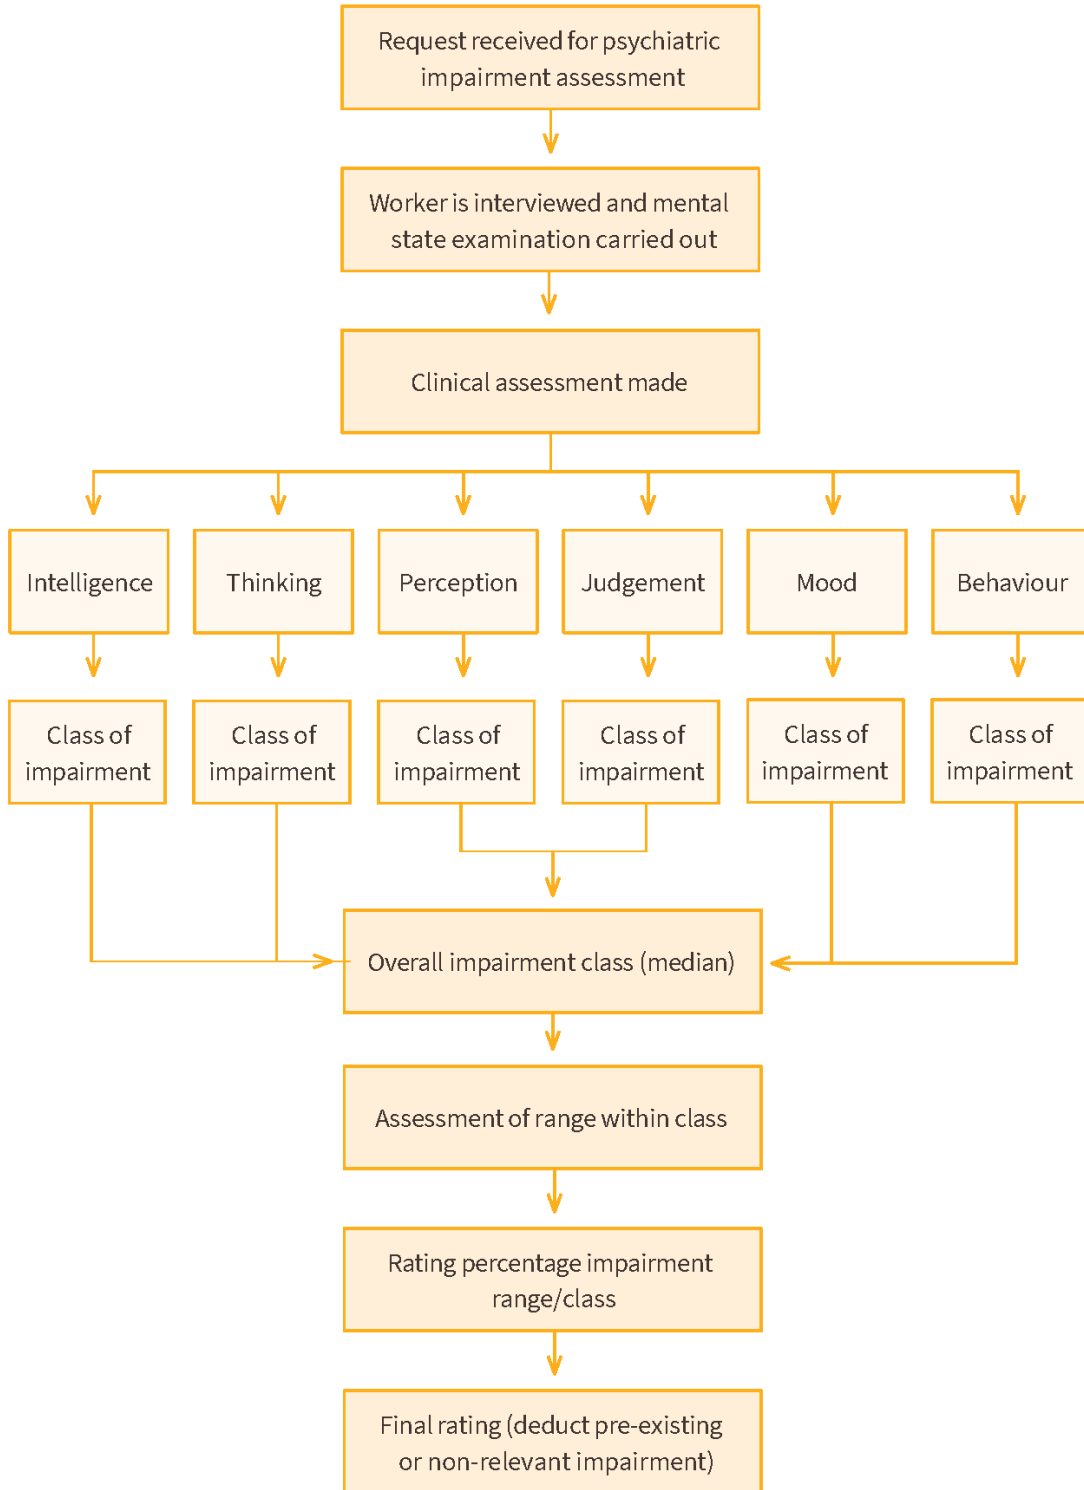 Request received for psychiatric
impairment assessment
Worker is interviewed and mental
state examination carried out
Clinical assessment made
Intelligence
Thinking
Perception
Judgement
Mood
Behaviour
Class of
impairment
Class of
impairment
Class of
impairment
Class of
impairment
Class of
impairment
Class of
impairment
Overall impairment class (median)
Assessment of range within class
Rating percentage impairment
range/class
Final rating (deduct pre-existing
or non-relevant impairment)